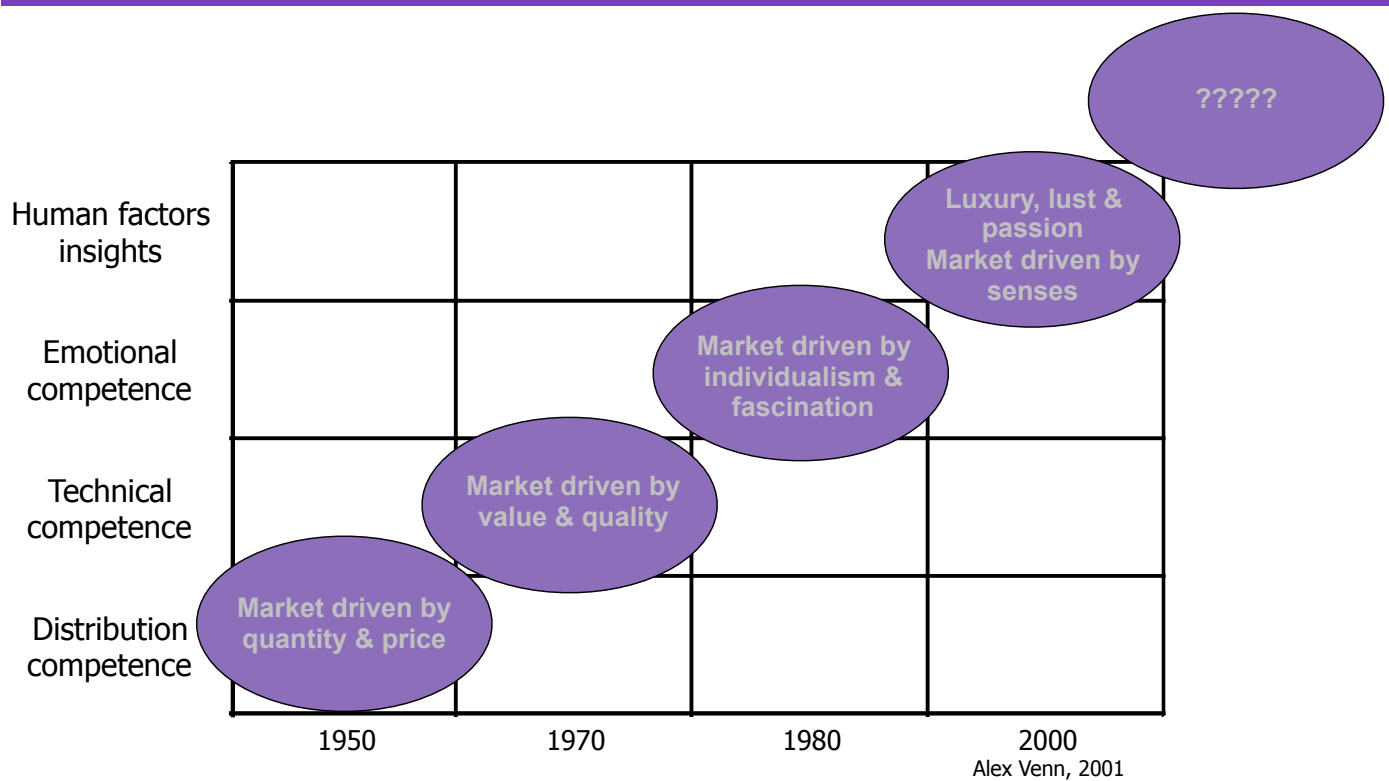 ?????
Human factors
insights
Luxury, lust &
passion
Market driven by
senses
Emotional
competence
Market driven by
individualism &
fascination
Technical
competence
Market driven by
value & quality
Distribution
competence
Market driven by
quantity & price
1950
1970
1980
2000
Alex Venn, 2001